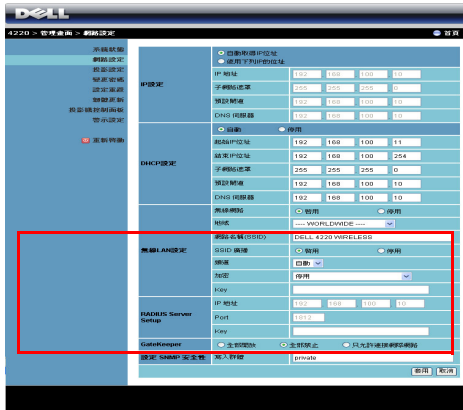 DELL
4220 > 管理畫面 > 網路設定
首頁
系統狀態
網路設定
投影設定
變更密碼
設定重設
韌體更新
投影機控制面板
警示設定
重新啟動
IP設定
自動取得IP位址
使用下列IP的位址
IP 地址 192 . 168 . 100 . 10
子網路遮罩 255 . 255 . 255 . 0
預設閘道 192 . 168 . 100 . 10
DNS 伺服器 192 . 168 . 100 . 10
DHCP設定
自動 停用
起始IP位址 192 . 168 . 100 . 11
結束IP位址 192 . 168 . 100 . 254
子網路遮罩 255 . 255 . 255 . 0
預設閘道 192 . 168 . 100 . 10
DNS 伺服器 192 . 168 . 100 . 10
無線LAN設定
無線網路 啓用 停用
地域 ---- WORLDWIDE ----
網路名稱(SSID) DELL 4220 WIRELESS
SSID 廣播 啓用 停用
頻道 自動
加密 停用
Key
RADIUS Server Setup
IP 地址 192 . 168 . 100 . 10
Port 1812
Key
GateKeeper 全部開放 全部禁止 只允許連接網際網路
設定 SNMP 安全性 寫入群體 private
套用 取消